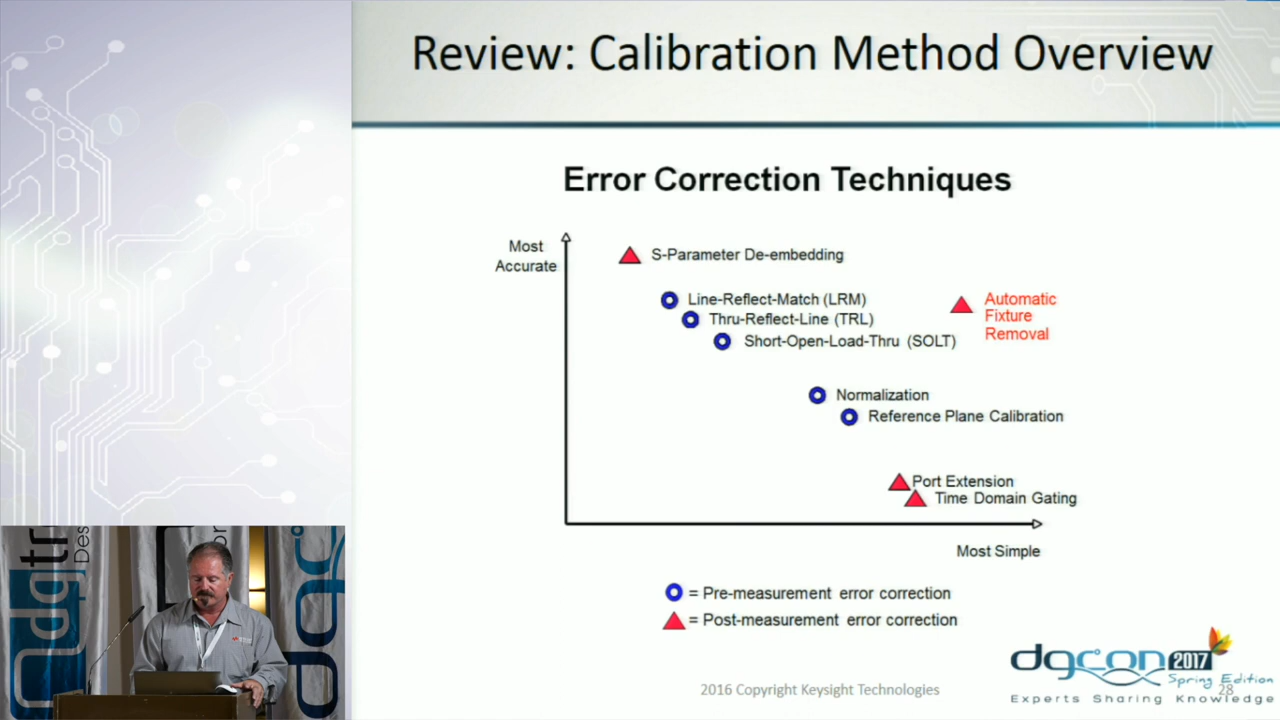 Review: Calibration Method Overview
Error Correction Techniques
Most
Accurate
S-Parameter De-embedding
Line-Reflect-Match (LRM)
Thru-Reflect-Line (TRL)
Short-Open-Load-Thru (SOLT)
Automatic
Fixture
Removal
Normalization
Reference Plane Calibration
Port Extension
Time Domain Gating
Most Simple
= Pre-measurement error correction
= Post-measurement error correction
dgcon 2017
Spring Edition
Experts Sharing Knowledge
2016 Copyright Keysight Technologies
28